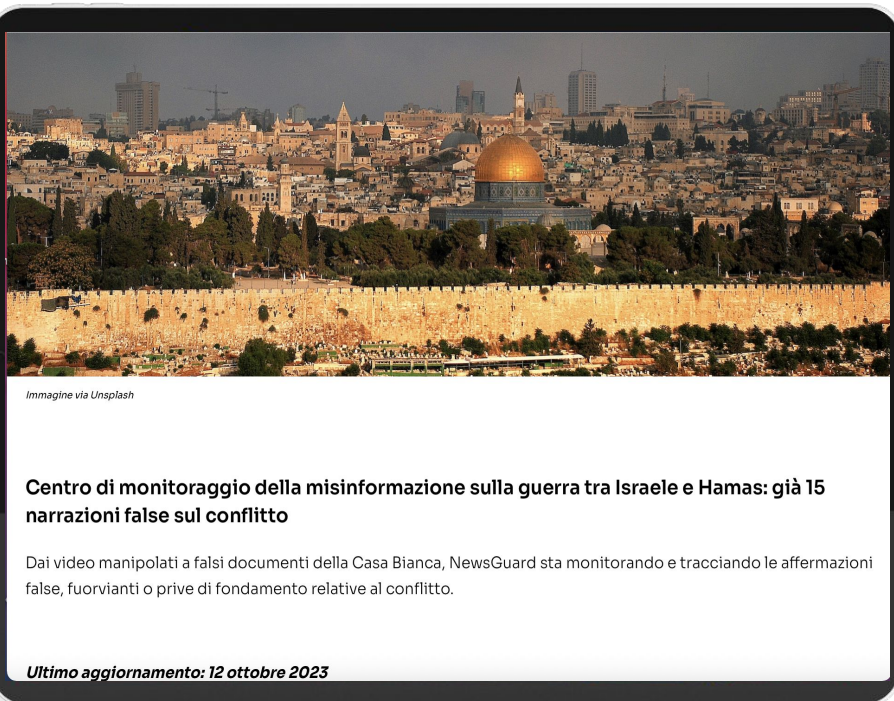 Immagine via Unsplash
Centro di monitoraggio della misinformazione sulla guerra tra Israele e Hamas: già 15
narrazioni false sul conflitto
Dai video manipolati a falsi documenti della Casa Bianca, NewsGuard sta monitorando e tracciando le affermazioni
false, fuorvianti o prive di fondamento relative al conflitto.
Ultimo aggiornamento: 12 ottobre 2023